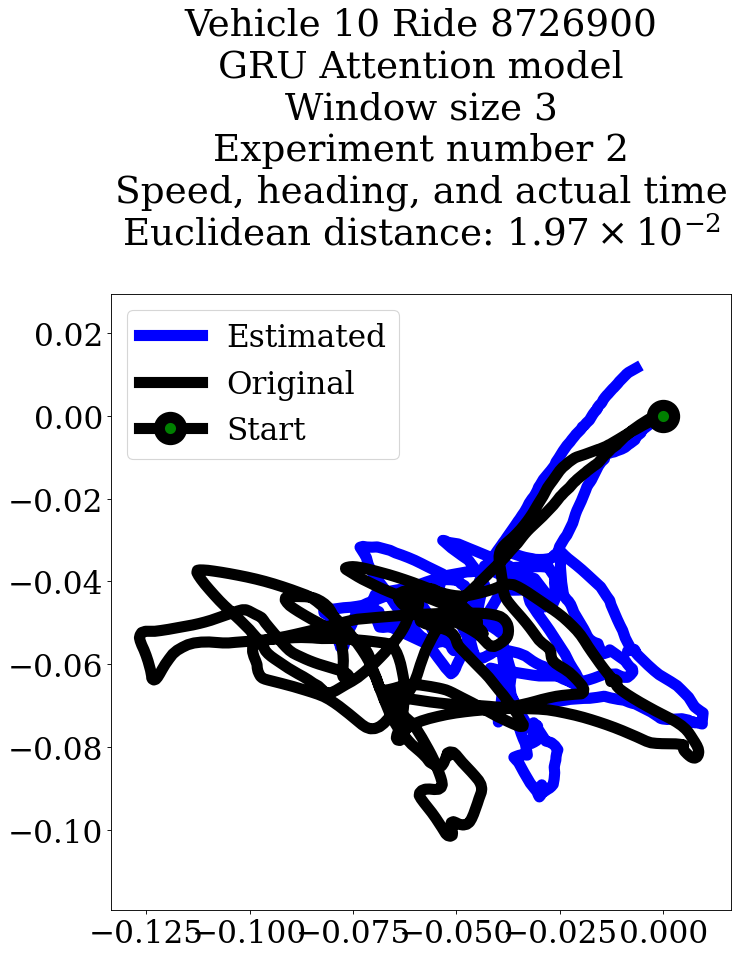 Vehicle 10 Ride 8726900
GRU Attention model
Window size 3
Experiment number 2
Speed, heading, and actual time
Euclidean distance: 1.97 × 10⁻²
Estimated
Original
Start
0.02
0.00
−0.02
−0.04
−0.06
−0.08
−0.10
−0.125 −0.100 −0.075 −0.050 −0.025 0.000